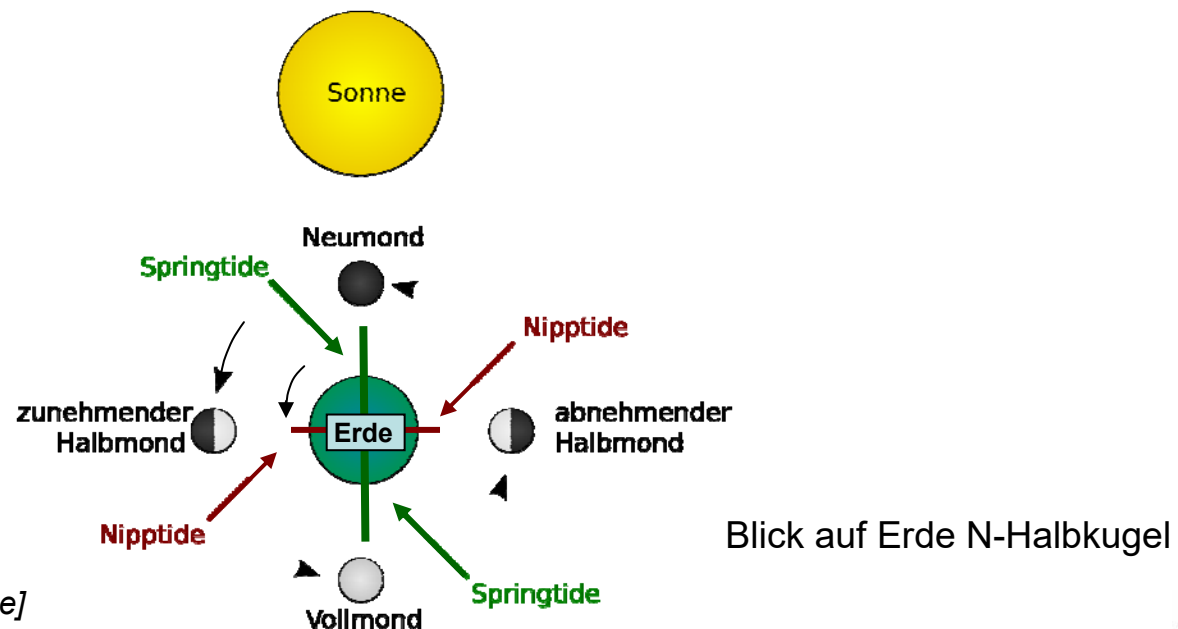 Sonne
Neumond
Springtide
Nipptide
zunehmender
Halbmond
Erde
abnehmender
Halbmond
Nipptide
Blick auf Erde N-Halbkugel
Springtide
e]
Vollmond